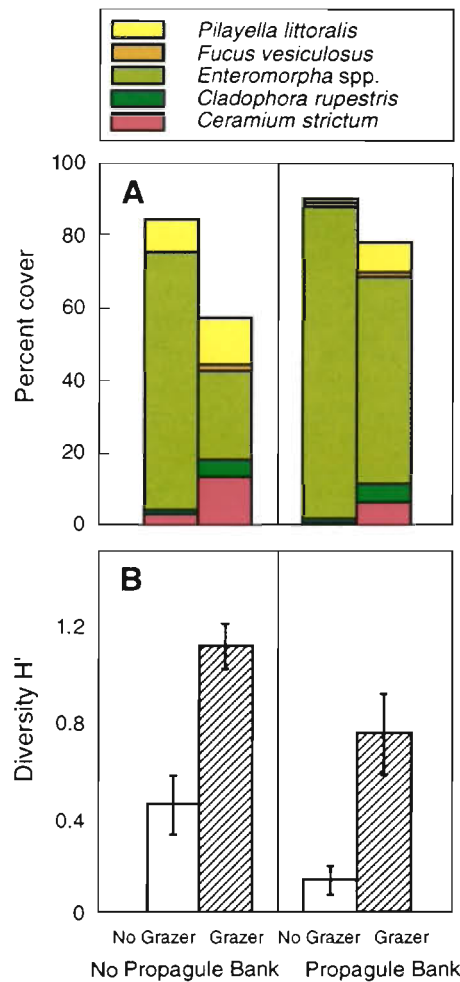 Pilayella littoralis
Fucus vesiculosus
Enteromorpha spp.
Cladophora rupestris
Ceramium strictum
A
Percent cover
100
80
60
40
20
0
B
Diversity H'
1.2
0.8
0.4
0
No Grazer Grazer No Grazer Grazer
No Propagule Bank Propagule Bank